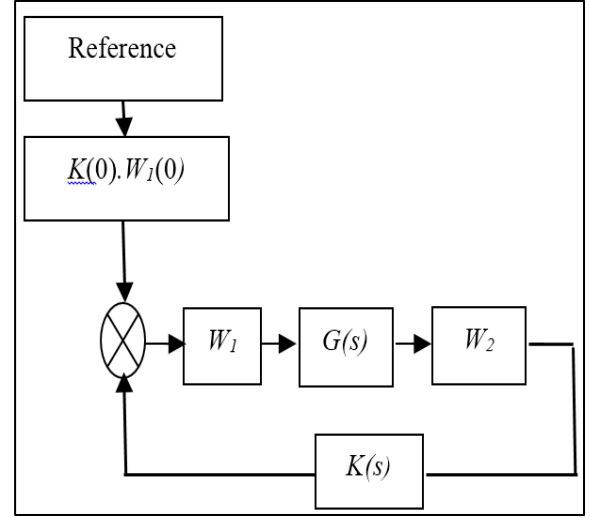 Reference
K(0).W1(0)
W1
G(s)
W2
K(s)